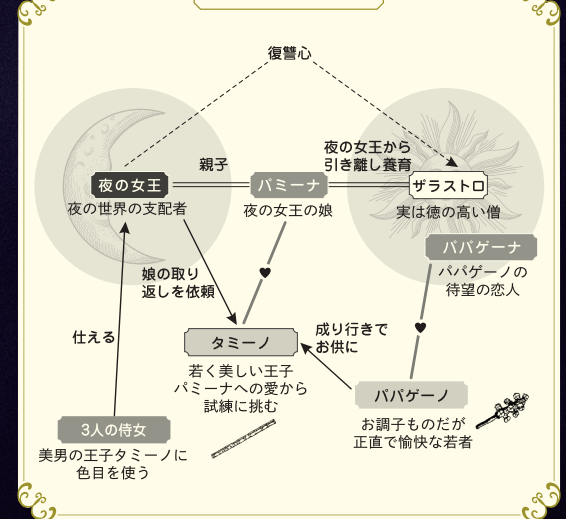 復讐心
夜の女王から
引き離し養育
親子
夜の女王
パミーナ
ザラストロ
夜の世界の支配者
夜の女王の娘
実は徳の高い僧
パパゲーナ
パパゲーノの
待望の恋人
娘の取り
返しを依頼
仕える
タミーノ
成り行きで
お供に
若く美しい王子
パミーナへの愛から
試練に挑む
パパゲーノ
お調子ものだが
正直で愉快な若者
3人の侍女
美男の王子タミーノに
色目を使う